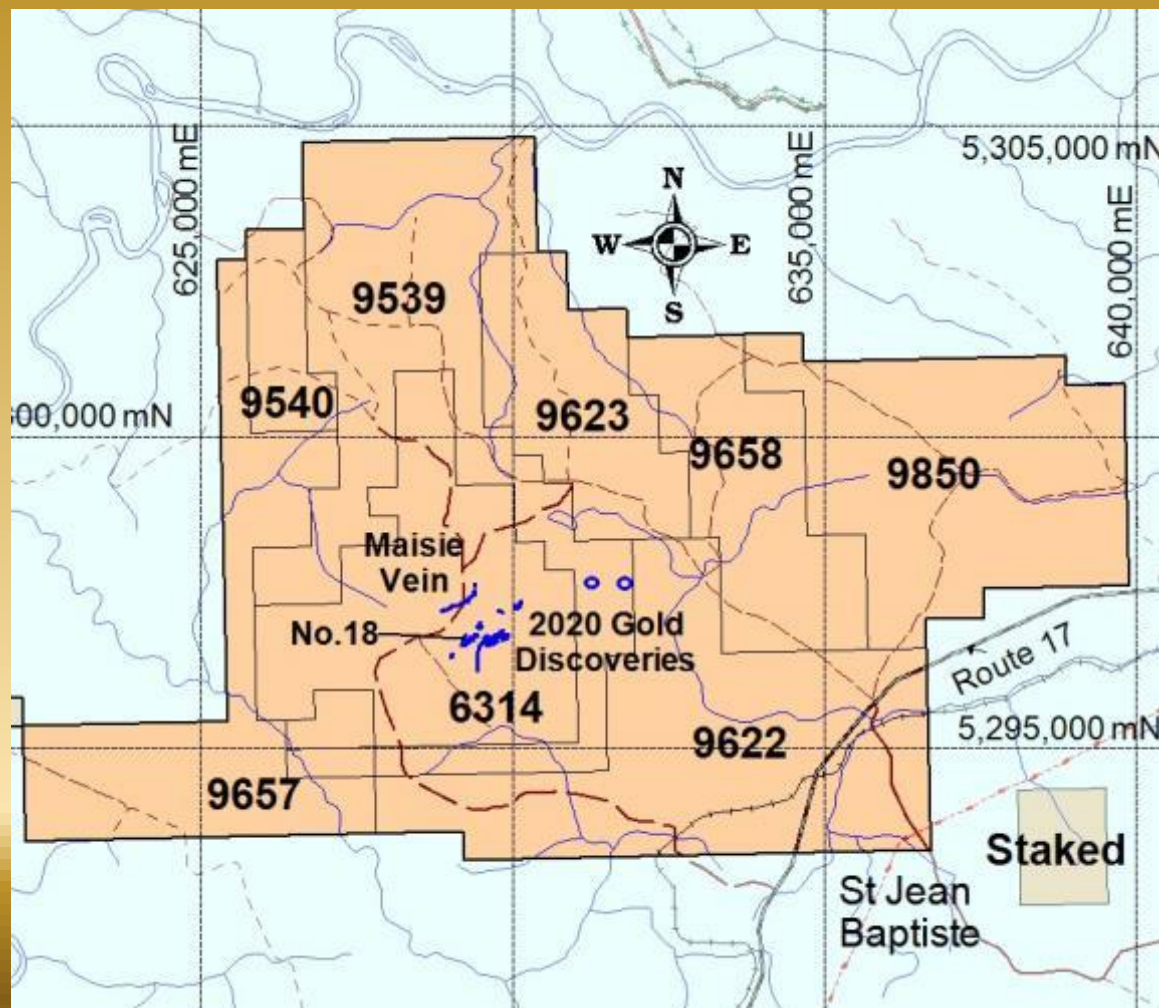 5,305,000 mN
625,000 mE
635,000 mE
640,000 mE
N
W
E
S
9539
9540
9623
9658
9850
00,000 mN
Maisie
Vein
No.18
2020 Gold
Discoveries
6314
9622
9657
Route 17
5,295,000 mN
Staked
St Jean
Baptiste